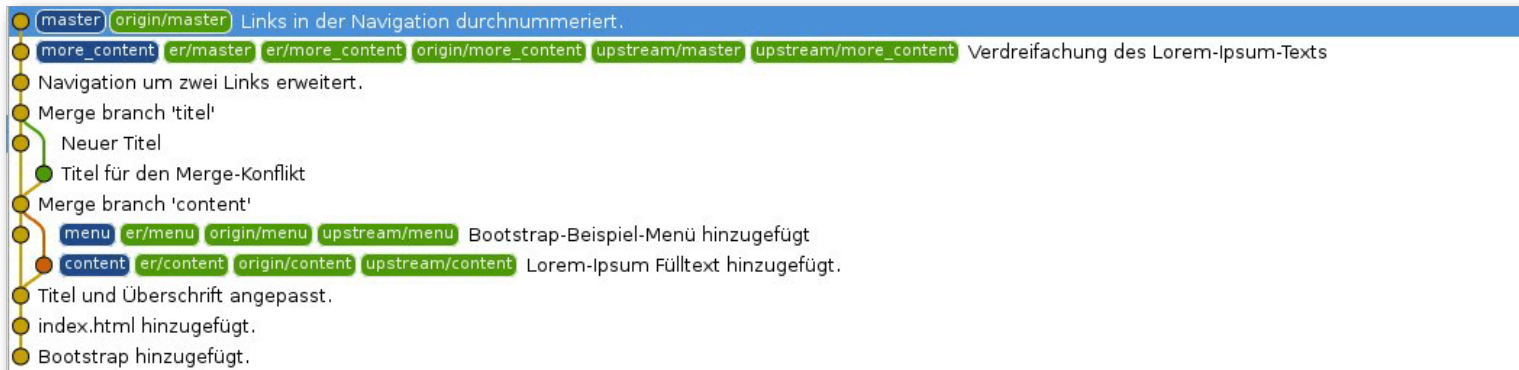 master origin/master Links in der Navigation durchnummeriert.
more_content er/master er/more_content origin/more_content upstream/master upstream/more_content Verdreifachung des Lorem-Ipsum-Texts
Navigation um zwei Links erweitert.
Merge branch 'titel'
Neuer Titel
Titel für den Merge-Konflikt
Merge branch 'content'
menu er/menu origin/menu upstream/menu Bootstrap-Beispiel-Menü hinzugefügt
content er/content origin/content upstream/content Lorem-Ipsum Fülltext hinzugefügt.
Titel und Überschrift angepasst.
index.html hinzugefügt.
Bootstrap hinzugefügt.